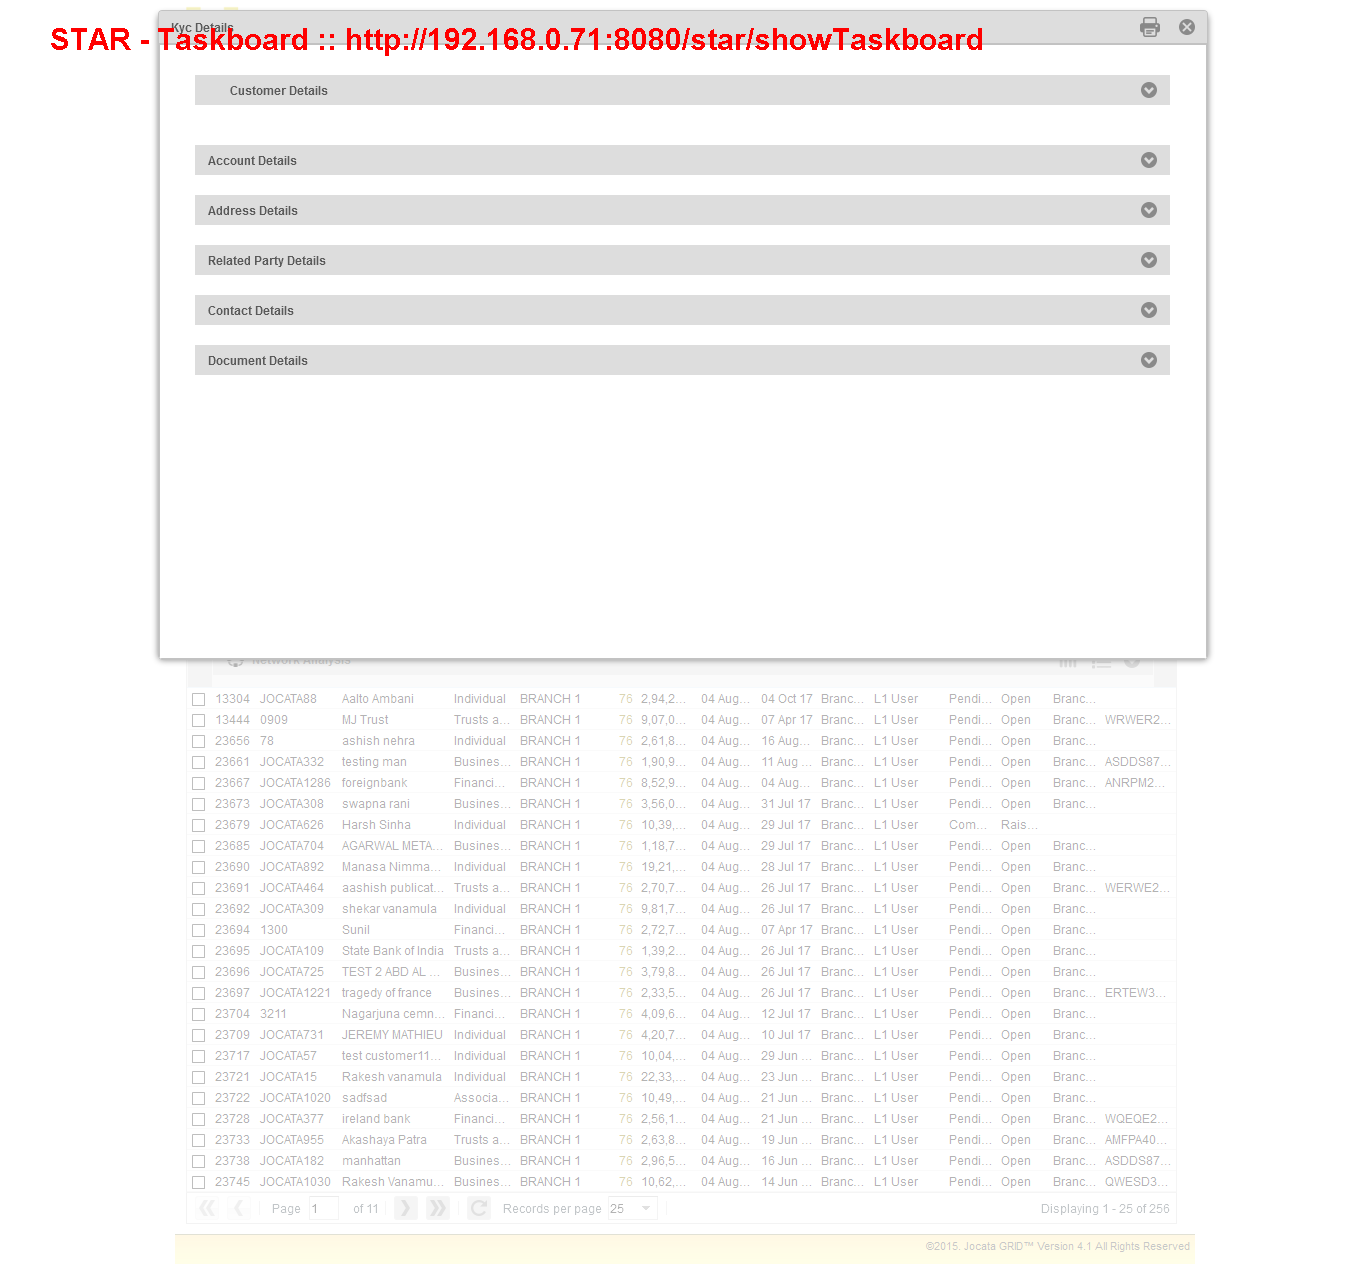 Kyc Details
STAR - Taskboard :: http://192.168.0.71:8080/star/showTaskboard
Customer Details
Account Details
Address Details
Related Party Details
Contact Details
Document Details
Network Analysis
13304 JOCATA88 Aalto Ambani Individual BRANCH 1 76 2,94,2... 04 Aug... 04 Oct 17 Branc... L1 User Pendi... Open Branc...
13444 0909 MJ Trust Trusts a... BRANCH 1 76 9,07,0... 04 Aug... 07 Apr 17 Branc... L1 User Pendi... Open Branc... WRWER2...
23656 78 ashish nehra Individual BRANCH 1 76 2,61,8... 04 Aug... 16 Aug... Branc... L1 User Pendi... Open Branc...
23661 JOCATA332 testing man Busines... BRANCH 1 76 1,90,9... 04 Aug... 11 Aug ... Branc... L1 User Pendi... Open Branc... ASDDS87...
23667 JOCATA1286 foreignbank Financi... BRANCH 1 76 8,52,9... 04 Aug... 04 Aug... Branc... L1 User Pendi... Open Branc... ANRPM2...
23673 JOCATA308 swapna rani Busines... BRANCH 1 76 3,56,0... 04 Aug... 31 Jul 17 Branc... L1 User Pendi... Open Branc...
23679 JOCATA626 Harsh Sinha Individual BRANCH 1 76 10,39,... 04 Aug... 29 Jul 17 Branc... L1 User Com... Rais...
23685 JOCATA704 AGARWAL META... Busines... BRANCH 1 76 1,18,7... 04 Aug... 29 Jul 17 Branc... L1 User Pendi... Open Branc...
23690 JOCATA892 Manasa Nimma... Individual BRANCH 1 76 19,21,... 04 Aug... 28 Jul 17 Branc... L1 User Pendi... Open Branc...
23691 JOCATA464 aashish publicat... Trusts a... BRANCH 1 76 2,70,7... 04 Aug... 26 Jul 17 Branc... L1 User Pendi... Open Branc... WERWE2...
23692 JOCATA309 shekar vanamula Individual BRANCH 1 76 9,81,7... 04 Aug... 26 Jul 17 Branc... L1 User Pendi... Open Branc...
23694 1300 Sunil Financi... BRANCH 1 76 2,72,7... 04 Aug... 07 Apr 17 Branc... L1 User Pendi... Open Branc...
23695 JOCATA109 State Bank of India Trusts a... BRANCH 1 76 1,39,2... 04 Aug... 26 Jul 17 Branc... L1 User Pendi... Open Branc...
23696 JOCATA725 TEST 2 ABD AL ... Busines... BRANCH 1 76 3,79,8... 04 Aug... 26 Jul 17 Branc... L1 User Pendi... Open Branc...
23697 JOCATA1221 tragedy of france Busines... BRANCH 1 76 2,33,5... 04 Aug... 26 Jul 17 Branc... L1 User Pendi... Open Branc... ERTEW3...
23704 3211 Nagarjuna cemn... Financi... BRANCH 1 76 4,09,6... 04 Aug... 12 Jul 17 Branc... L1 User Pendi... Open Branc...
23709 JOCATA731 JEREMY MATHIEU Individual BRANCH 1 76 4,20,7... 04 Aug... 10 Jul 17 Branc... L1 User Pendi... Open Branc...
23717 JOCATA57 test customer11... Individual BRANCH 1 76 10,04,... 04 Aug... 29 Jun ... Branc... L1 User Pendi... Open Branc...
23721 JOCATA15 Rakesh vanamula Individual BRANCH 1 76 22,33,... 04 Aug... 23 Jun ... Branc... L1 User Pendi... Open Branc...
23722 JOCATA1020 sadfsad Associa... BRANCH 1 76 10,49,... 04 Aug... 21 Jun ... Branc... L1 User Pendi... Open Branc...
23728 JOCATA377 ireland bank Financi... BRANCH 1 76 2,56,1... 04 Aug... 21 Jun ... Branc... L1 User Pendi... Open Branc... WQEQE2...
23733 JOCATA955 Akashaya Patra Trusts a... BRANCH 1 76 2,63,8... 04 Aug... 19 Jun ... Branc... L1 User Pendi... Open Branc... AMFPA40...
23738 JOCATA182 manhattan Busines... BRANCH 1 76 2,96,5... 04 Aug... 16 Jun ... Branc... L1 User Pendi... Open Branc... ASDDS87...
23745 JOCATA1030 Rakesh Vanamu... Busines... BRANCH 1 76 10,62,... 04 Aug... 14 Jun ... Branc... L1 User Pendi... Open Branc... QWESD3...
Page 1 of 11 Records per page 25 Displaying 1 - 25 of 256
©2015. Jocata GRID™ Version 4.1 All Rights Reserved